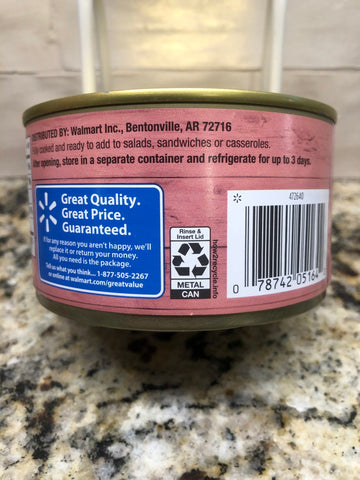 DISTRIBUTED BY: Walmart Inc., Bentonville, AR 72716
Fully cooked and ready to add to salads, sandwiches or casseroles.
After opening, store in a separate container and refrigerate for up to 3 days.
Great Quality.
Great Price.
Guaranteed.
If for any reason you aren't happy, we'll
replace it or return your money.
All you need is the package.
Tell us what you think... 1-877-505-2267
or online at walmart.com/greatvalue
Rinse &
Insert Lid
METAL
CAN
how2recycle.info
472640
0 78742 05164